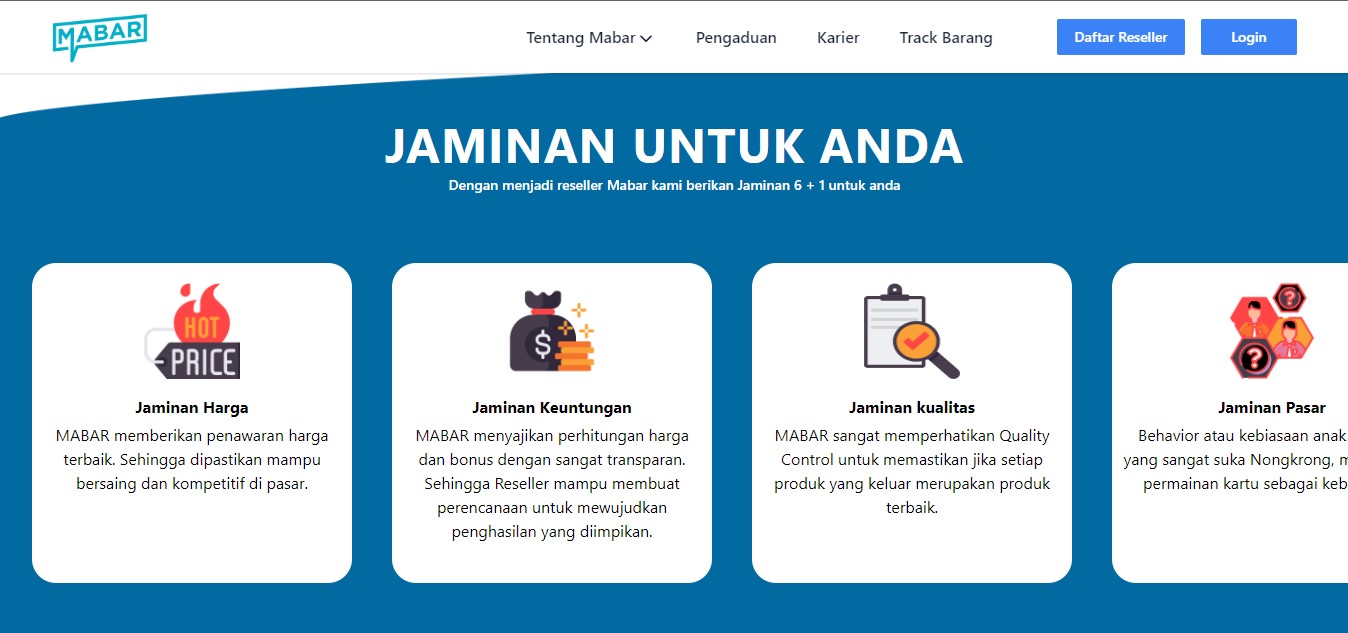 MABAR
Tentang Mabar
Pengaduan
Karier
Track Barang
Daftar Reseller
Login
JAMINAN UNTUK ANDA
Dengan menjadi reseller Mabar kami berikan Jaminan 6 + 1 untuk anda
HOT
PRICE
Jaminan Harga
MABAR memberikan penawaran harga
terbaik. Sehingga dipastikan mampu
bersaing dan kompetitif di pasar.
$
Jaminan Keuntungan
MABAR menyajikan perhitungan harga
dan bonus dengan sangat transparan.
Sehingga Reseller mampu membuat
perencanaan untuk mewujudkan
penghasilan yang diimpikan.
Jaminan kualitas
MABAR sangat memperhatikan Quality
Control untuk memastikan jika setiap
produk yang keluar merupakan produk
terbaik.
?
?
Jaminan Pasar
Behavior atau kebiasaan anak
yang sangat suka Nongkrong,
permainan kartu sebagai